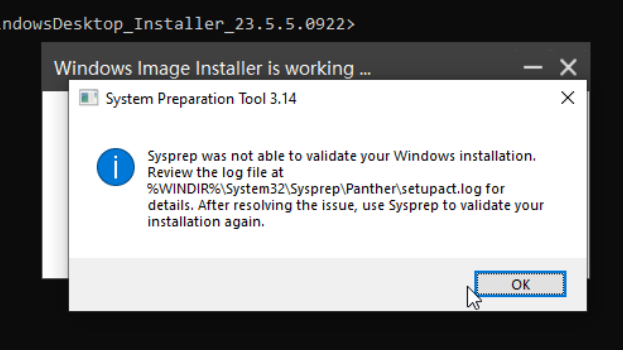 ndowsDesktop_Installer_23.5.5.0922>
Windows Image Installer is working ...
System Preparation Tool 3.14
Sysprep was not able to validate your Windows installation.
Review the log file at
%WINDIR%\System32\Sysprep\Panther\setupact.log for
details. After resolving the issue, use Sysprep to validate your
installation again.
OK